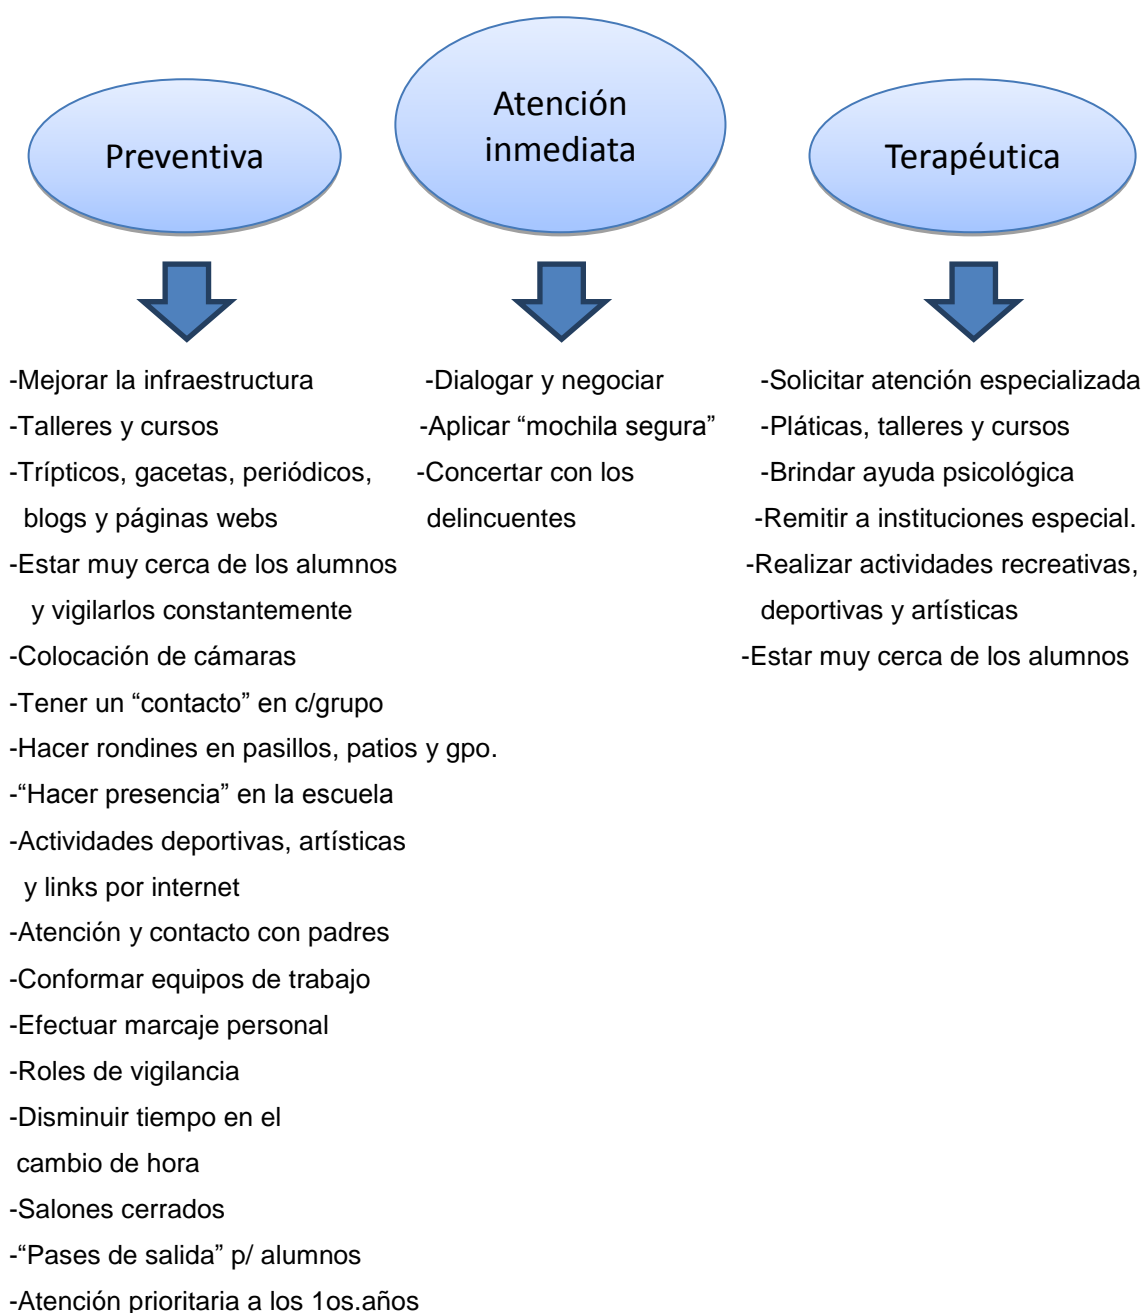 Preventiva
Atención
inmediata
Terapéutica
-Mejorar la infraestructura
-Talleres y cursos
-Trípticos, gacetas, periódicos,
blogs y páginas webs
-Estar muy cerca de los alumnos
y vigilarlos constantemente
-Colocación de cámaras
-Tener un “contacto” en c/grupo
-Hacer rondines en pasillos, patios y gpo.
-“Hacer presencia” en la escuela
-Actividades deportivas, artísticas
y links por internet
-Atención y contacto con padres
-Conformar equipos de trabajo
-Efectuar marcaje personal
-Roles de vigilancia
-Disminuir tiempo en el
cambio de hora
-Salones cerrados
-“Pases de salida” p/ alumnos
-Atención prioritaria a los 1os.años
-Dialogar y negociar
-Aplicar “mochila segura”
-Concertar con los
delincuentes
-Solicitar atención especializada
-Pláticas, talleres y cursos
-Brindar ayuda psicológica
-Remitir a instituciones especial.
-Realizar actividades recreativas,
deportivas y artísticas
-Estar muy cerca de los alumnos